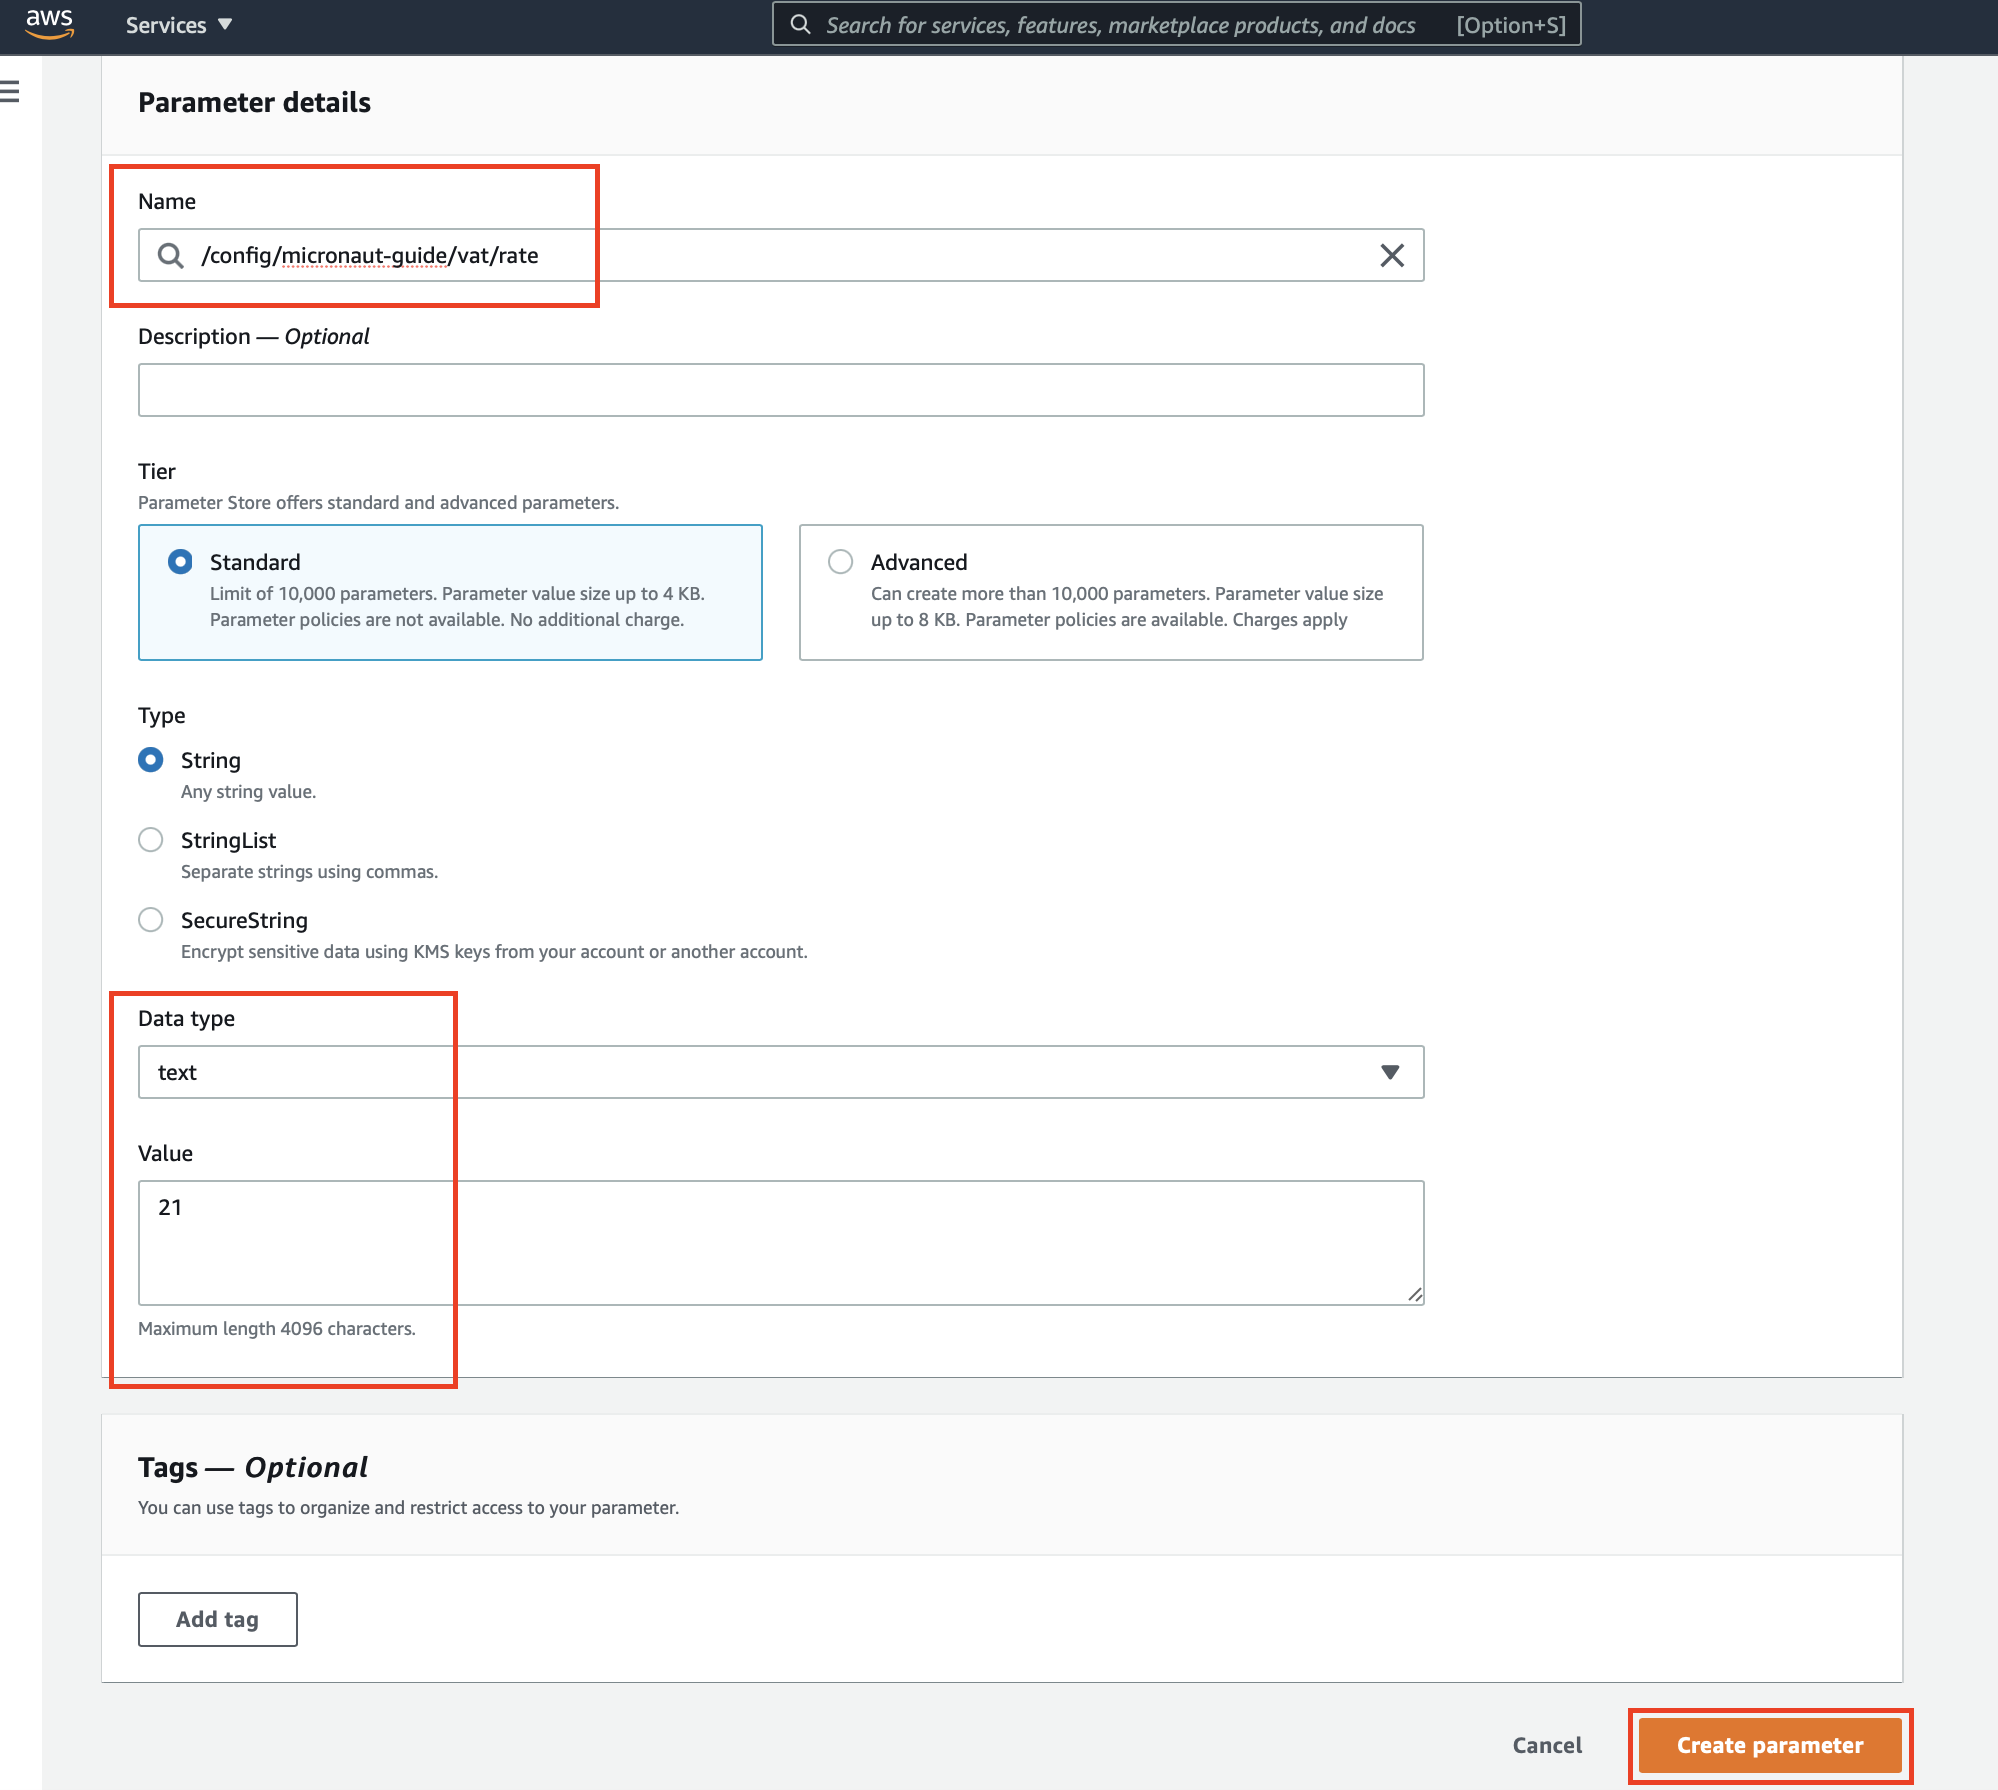 aws Services Search for services, features, marketplace products, and docs [Option+S]
Parameter details
Name
/config/micronaut-guide/vat/rate
Description — Optional
Tier
Parameter Store offers standard and advanced parameters.
Standard
Limit of 10,000 parameters. Parameter value size up to 4 KB.
Parameter policies are not available. No additional charge.
Advanced
Can create more than 10,000 parameters. Parameter value size
up to 8 KB. Parameter policies are available. Charges apply
Type
String
Any string value.
StringList
Separate strings using commas.
SecureString
Encrypt sensitive data using KMS keys from your account or another account.
Data type
text
Value
21
Maximum length 4096 characters.
Tags — Optional
You can use tags to organize and restrict access to your parameter.
Add tag
Cancel Create parameter